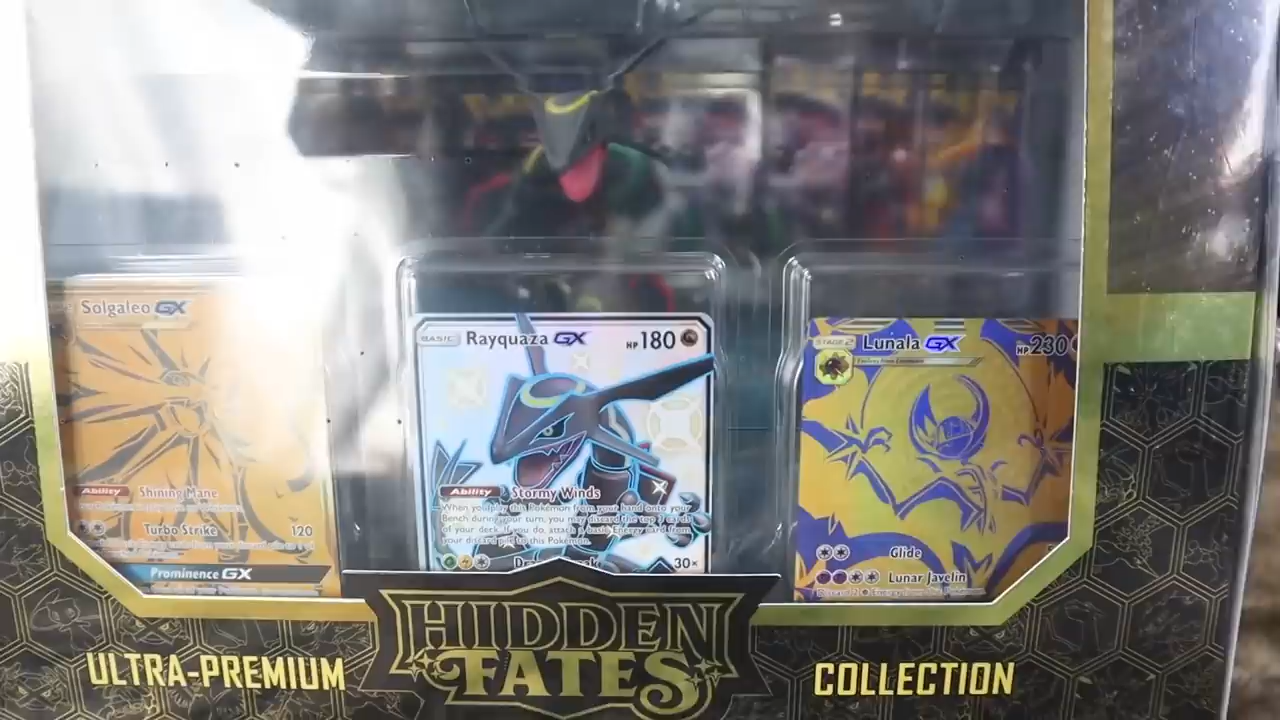 Solgaleo GX
Ability Shining Mane
Turbo Strike 120
Prominence GX
BASIC Rayquaza GX HP 180
Ability Stormy Winds
When you play this Pokémon from your hand onto your
Bench during your turn, you may discard the top 3 cards
of your deck. If you do, attach a basic Energy card from
your discard pile to this Pokémon.
30×
STAGE 2 Lunala GX HP 230
Evolves from Cosmoem
Glide
Lunar Javelin
HIDDEN
FATES
ULTRA-PREMIUM
COLLECTION